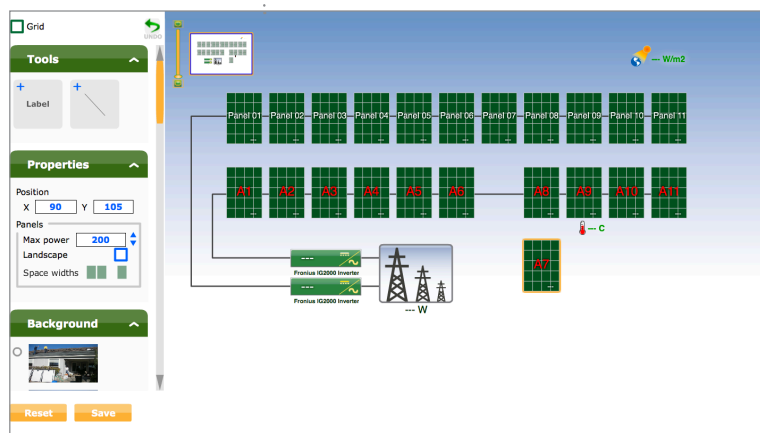 Grid
UNDO
Tools
Label
Properties
Position
X 90 Y 105
Panels
Max power 200
Landscape
Space widths
Background
Reset Save
--- W/m2
Panel 01 Panel 02 Panel 03 Panel 04 Panel 05 Panel 06 Panel 07 Panel 08 Panel 09 Panel 10 Panel 11
A1 A2 A3 A4 A5 A6 A8 A9 A10 A11
--- C
A7
---
Fronius IG2000 Inverter
---
Fronius IG2000 Inverter
--- W